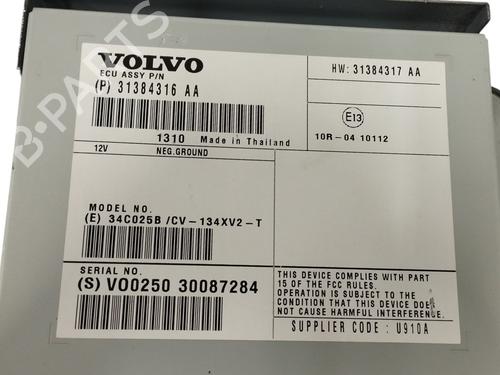 VOLVO
ECU ASSY P/N
(P) 31384316 AA
HW: 31384317 AA
E13
10R-04 10112
1310 Made in Thailand
12V NEG.GROUND
MODEL NO.
(E) 34C025B /CV-134XV2-T
SERIAL NO.
(S) VO0250 30087284
THIS DEVICE COMPLIES WITH PART
15 OF THE FCC RULES.
OPERATION IS SUBJECT TO THE
CONDITION THAT THIS DEVICE DOES NOT
CAUSE HARMFUL INTERFERENCE.
SUPPLIER CODE : U910A
B-PARTS